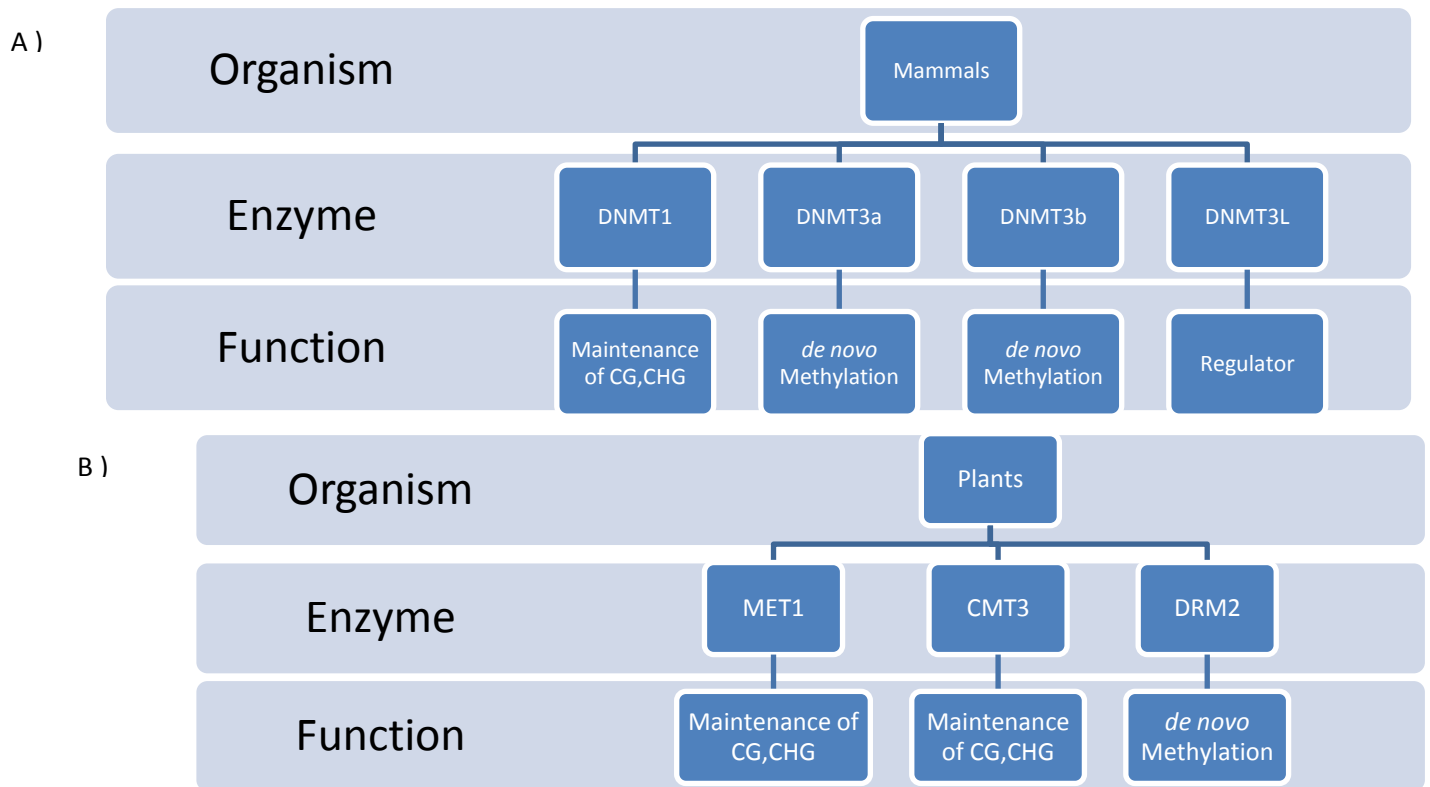 A )
Organism
Mammals
Enzyme
DNMT1
DNMT3a
DNMT3b
DNMT3L
Function
Maintenance
of CG,CHG
de novo
Methylation
de novo
Methylation
Regulator
B )
Organism
Plants
Enzyme
MET1
CMT3
DRM2
Function
Maintenance of
CG,CHG
Maintenance
of CG,CHG
de novo
Methylation